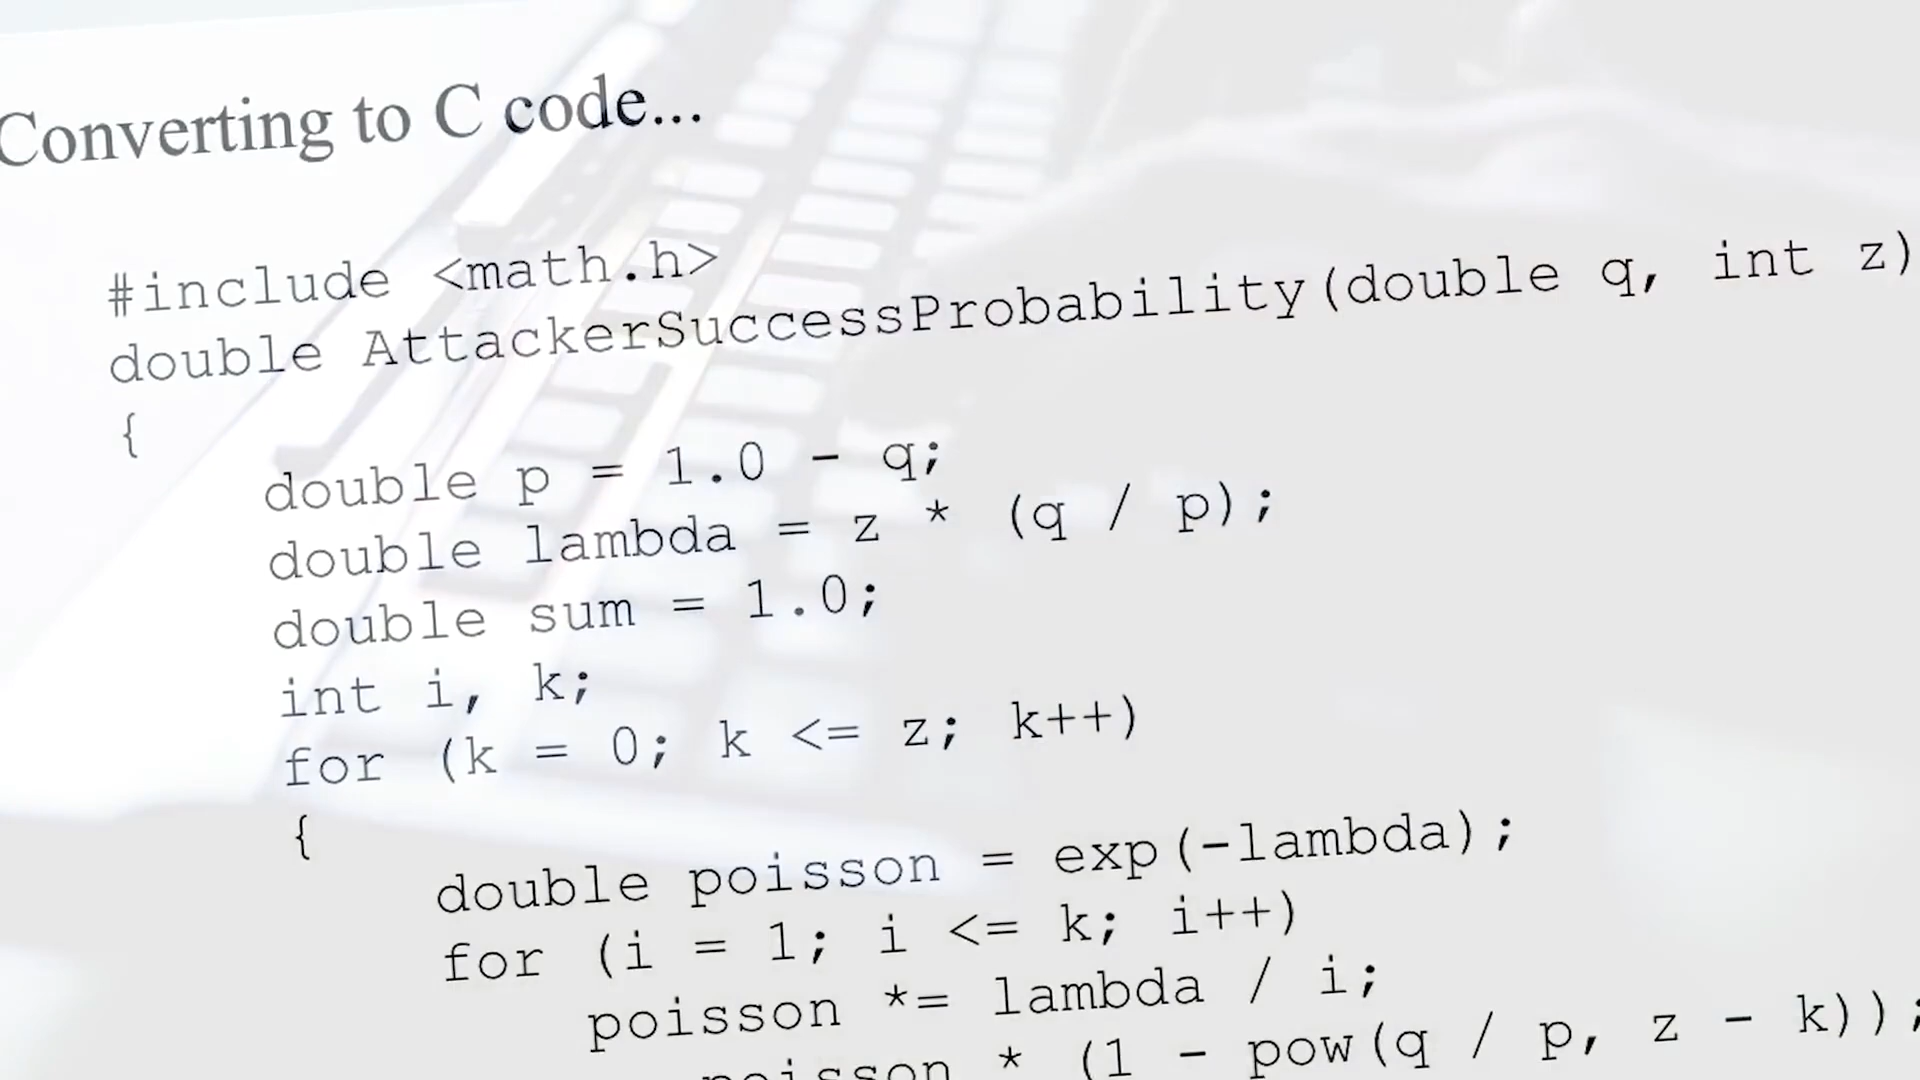 Converting to C code...
#include <math.h>
double AttackerSuccessProbability(double q, int z)
{
double p = 1.0 - q;
double lambda = z * (q / p);
double sum = 1.0;
int i, k;
for (k = 0; k <= z; k++)
{
double poisson = exp(-lambda);
for (i = 1; i <= k; i++)
poisson *= lambda / i;
poisson * (1 - pow(q / p, z - k));